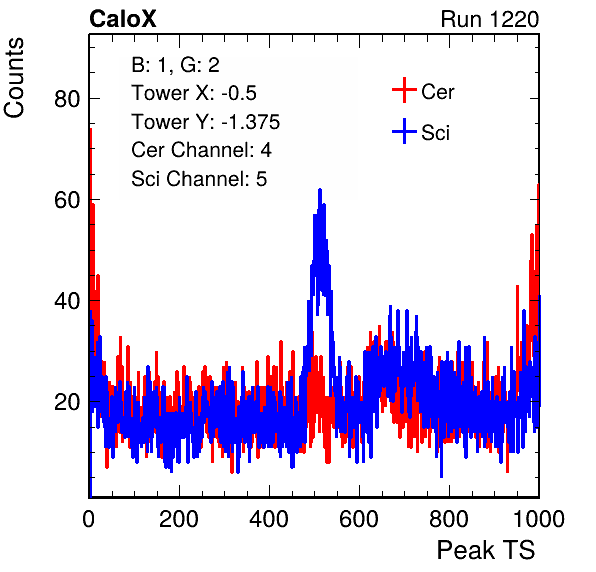 CaloX Run 1220
Counts
B: 1, G: 2
Tower X: -0.5
Tower Y: -1.375
Cer Channel: 4
Sci Channel: 5
Cer
Sci
80
60
40
20
0 200 400 600 800 1000
Peak TS